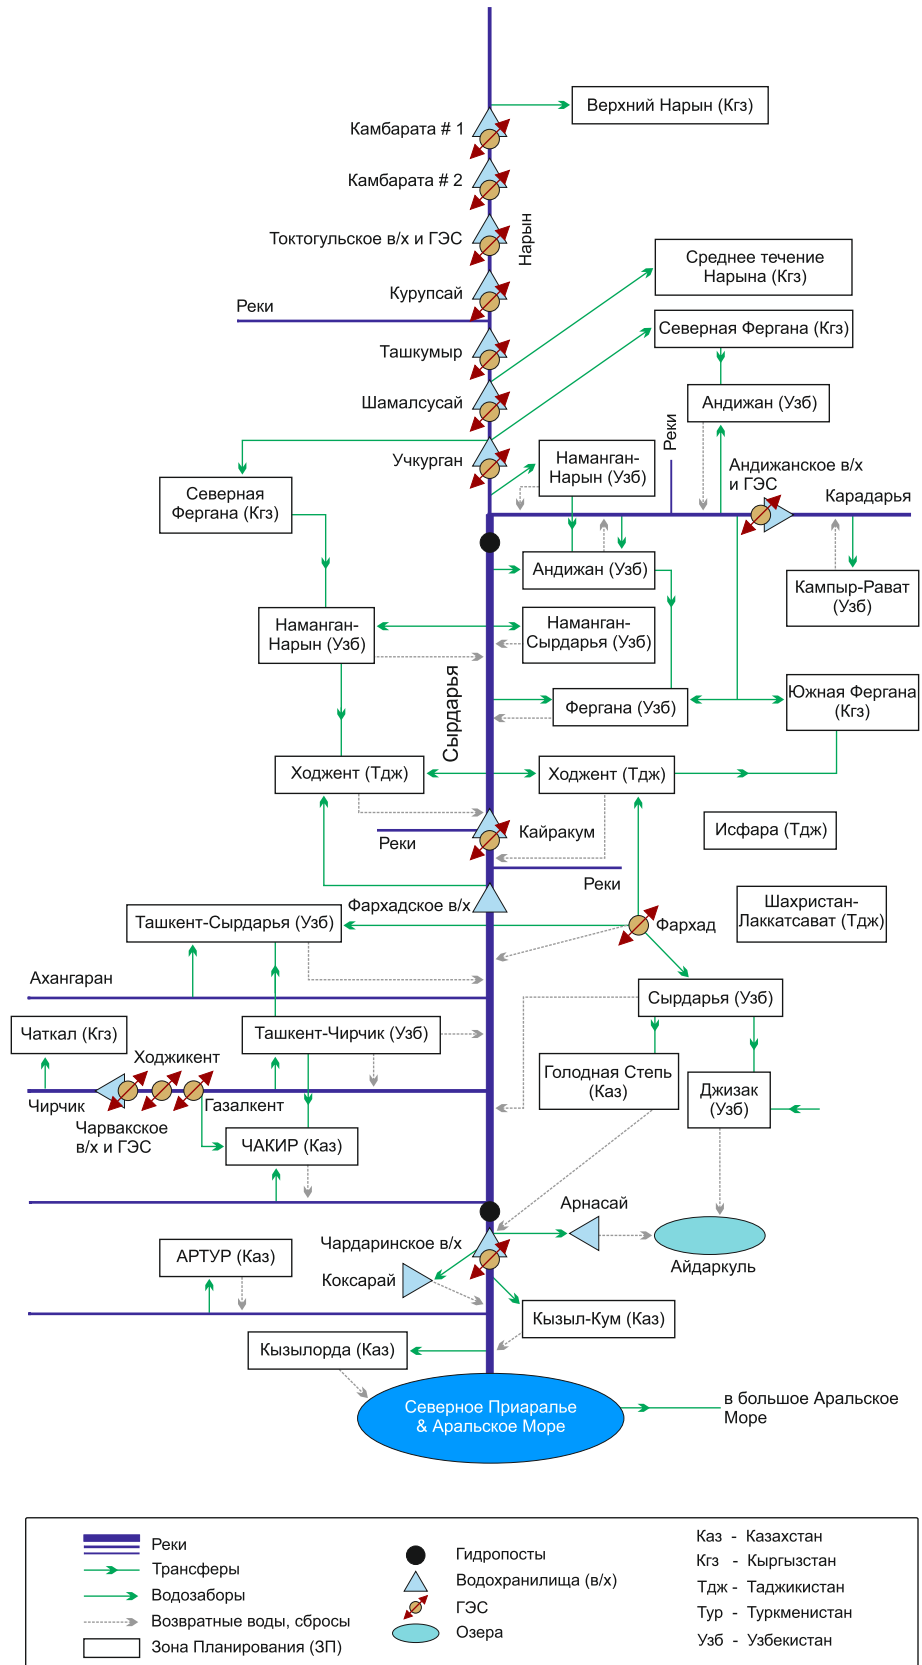 Верхний Нарын (Кгз)
Камбарата # 1
Камбарата # 2
Нарын
Токтогульское в/х и ГЭС
Среднее течение
Нарына (Кгз)
Курупсай
Реки
Северная Фергана (Кгз)
Ташкумыр
Шамалсусай
Андижан (Узб)
Реки
Учкурган
Наманган-
Нарын (Узб)
Андижанское в/х
и ГЭС
Карадарья
Северная
Фергана (Кгз)
Андижан (Узб)
Кампыр-Рават
(Узб)
Наманган-
Нарын (Узб)
Наманган-
Сырдарья (Узб)
Сырдарья
Фергана (Узб)
Южная Фергана
(Кгз)
Ходжент (Тдж)
Ходжент (Тдж)
Реки
Кайракум
Исфара (Тдж)
Реки
Фархадское в/х
Шахристан-
Лаккатсават (Тдж)
Ташкент-Сырдарья (Узб)
Фархад
Ахангаран
Сырдарья (Узб)
Чаткал (Кгз)
Ташкент-Чирчик (Узб)
Ходжикент
Голодная Степь
(Каз)
Джизак
(Узб)
Чирчик
Газалкент
Чарвакское
в/х и ГЭС
ЧАКИР (Каз)
Арнасай
Чардаринское в/х
АРТУР (Каз)
Айдаркуль
Коксарай
Кызыл-Кум (Каз)
Кызылорда (Каз)
Северное Приаралье
& Аральское Море
в большое Аральское
Море
Реки
Трансферы
Водозаборы
Возвратные воды, сбросы
Зона Планирования (ЗП)
Гидропосты
Водохранилища (в/х)
ГЭС
Озера
Каз - Казахстан
Кгз - Кыргызстан
Тдж - Таджикистан
Тур - Туркменистан
Узб - Узбекистан